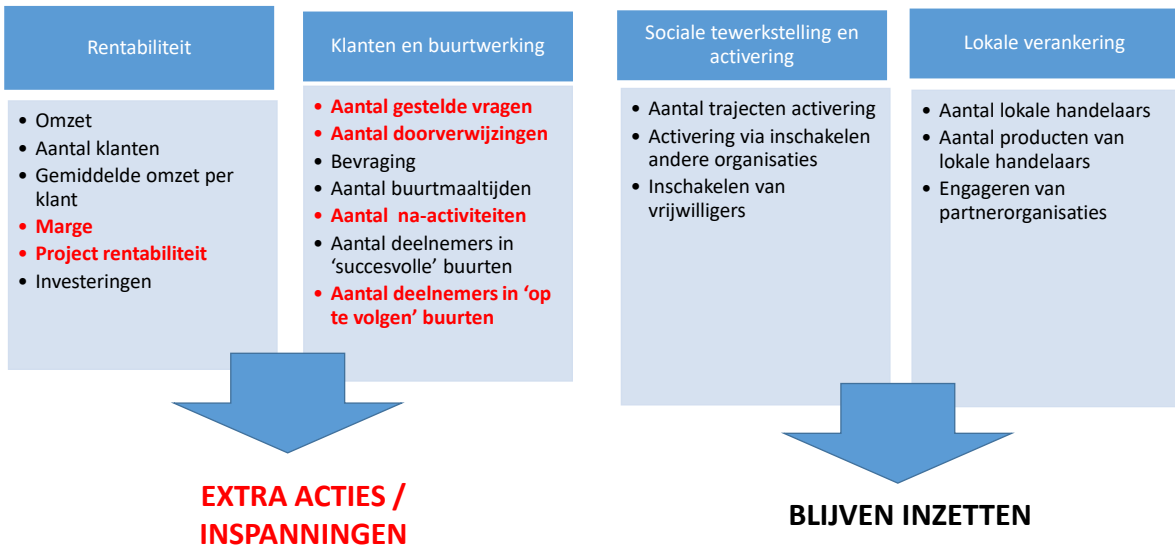 Rentabiliteit
• Omzet
• Aantal klanten
• Gemiddelde omzet per
klant
• Marge
• Project rentabiliteit
• Investeringen
Klanten en buurtwerking
• Aantal gestelde vragen
• Aantal doorverwijzingen
• Bevraging
• Aantal buurtmaaltijden
• Aantal na-activiteiten
• Aantal deelnemers in
‘succesvolle’ buurten
• Aantal deelnemers in ‘op
te volgen’ buurten
EXTRA ACTIES /
INSPANNINGEN
Sociale tewerkstelling en
activering
• Aantal trajecten activering
• Activering via inschakelen
andere organisaties
• Inschakelen van
vrijwilligers
Lokale verankering
• Aantal lokale handelaars
• Aantal producten van
lokale handelaars
• Engageren van
partnerorganisaties
BLIJVEN INZETTEN